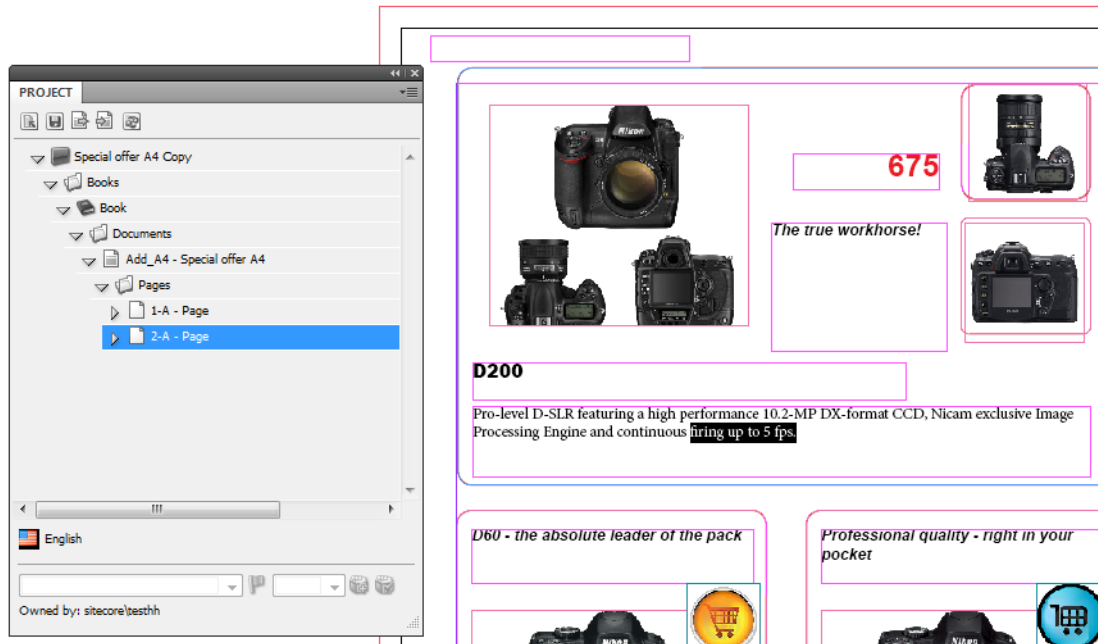 PROJECT
Special offer A4 Copy
Books
Book
Documents
Add_A4 - Special offer A4
Pages
1-A - Page
2-A - Page
English
Owned by: sitecore\testhh
Nikon
675
The true workhorse!
D200
Pro-level D-SLR featuring a high performance 10.2-MP DX-format CCD, Nicam exclusive Image
Processing Engine and continuous firing up to 5 fps.
D60 - the absolute leader of the pack
Professional quality - right in your
pocket
Nikon
Nikon